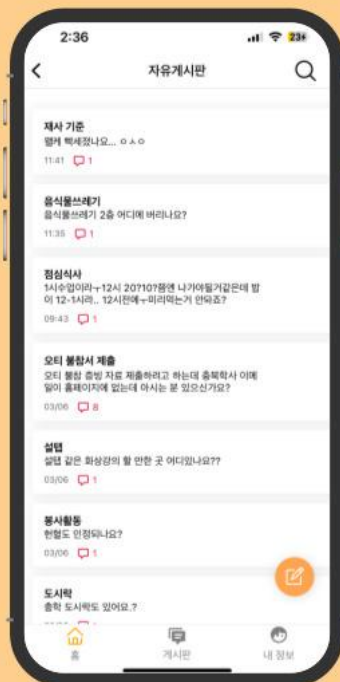 2:36
23
자유게시판
재사 기준
왤케 빡세졌나요... ㅇㅅㅇ
11:41 1
음식물쓰레기
음식물쓰레기 2층 어디에 버리나요?
11:35 1
점심식사
1시수업이라ㅜ12시 20?10?쯤엔 나가야될거같은데 밥
이 12-1시라.. 12시전에ㅜ미리먹는거 안돠죠?
09:43 1
오티 불참서 제출
오티 불참 증빙 자료 제출하려고 하는데 충북학사 이메
일이 홈페이지에 없는데 아시는 분 있으신가요?
03/06 8
설탭
설탭 같은 화상강의 할 만한 곳 어디있나요??
03/06 1
봉사활동
헌혈도 인정되나요?
03/06 1
도시락
충학 도시락도 있어요.?
홈
게시판
내 정보